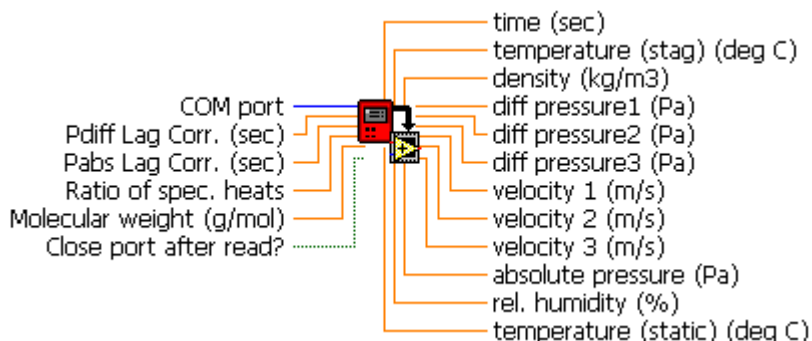 COM port
Pdiff Lag Corr. (sec)
Pabs Lag Corr. (sec)
Ratio of spec. heats
Molecular weight (g/mol)
Close port after read?
time (sec)
temperature (stag) (deg C)
density (kg/m3)
diff pressure1 (Pa)
diff pressure2 (Pa)
diff pressure3 (Pa)
velocity 1 (m/s)
velocity 2 (m/s)
velocity 3 (m/s)
absolute pressure (Pa)
rel. humidity (%)
temperature (static) (deg C)